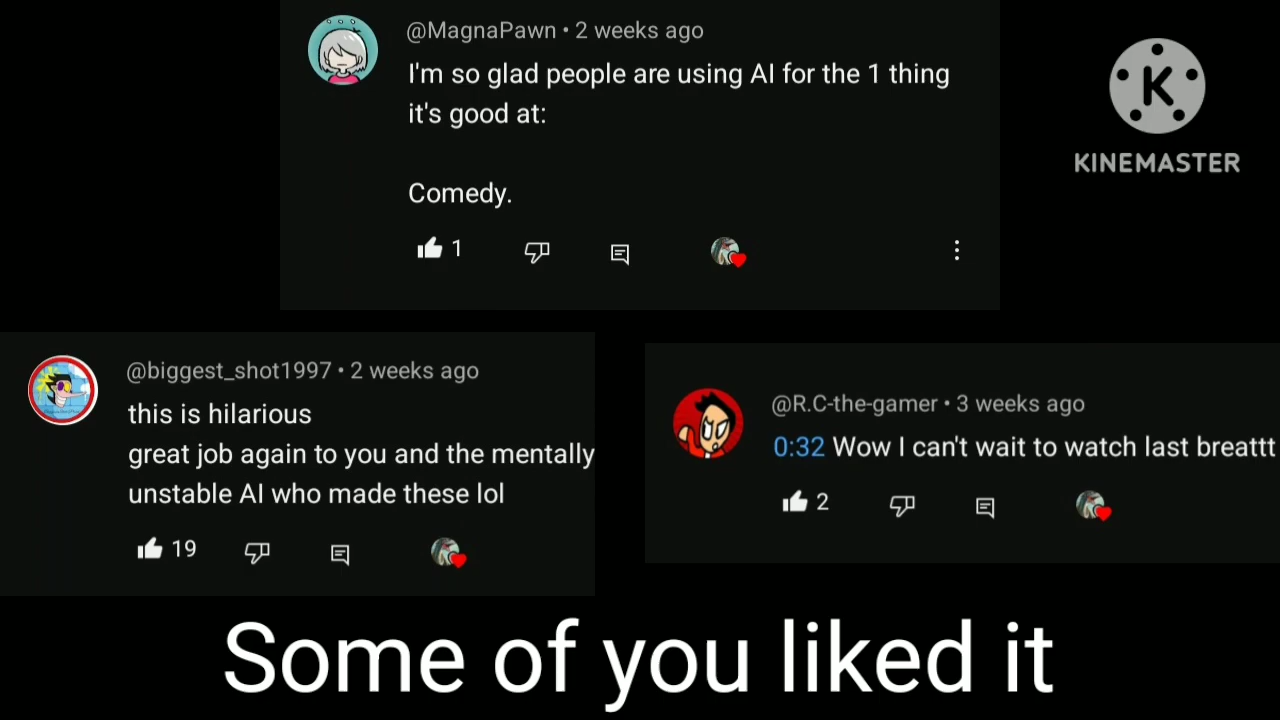 @MagnaPawn • 2 weeks ago
I'm so glad people are using AI for the 1 thing
it's good at:
Comedy.
1
K
KINEMASTER
@biggest_shot1997 • 2 weeks ago
this is hilarious
great job again to you and the mentally
unstable AI who made these lol
19
@R.C-the-gamer • 3 weeks ago
0:32 Wow I can't wait to watch last breattt
2
Some of you liked it